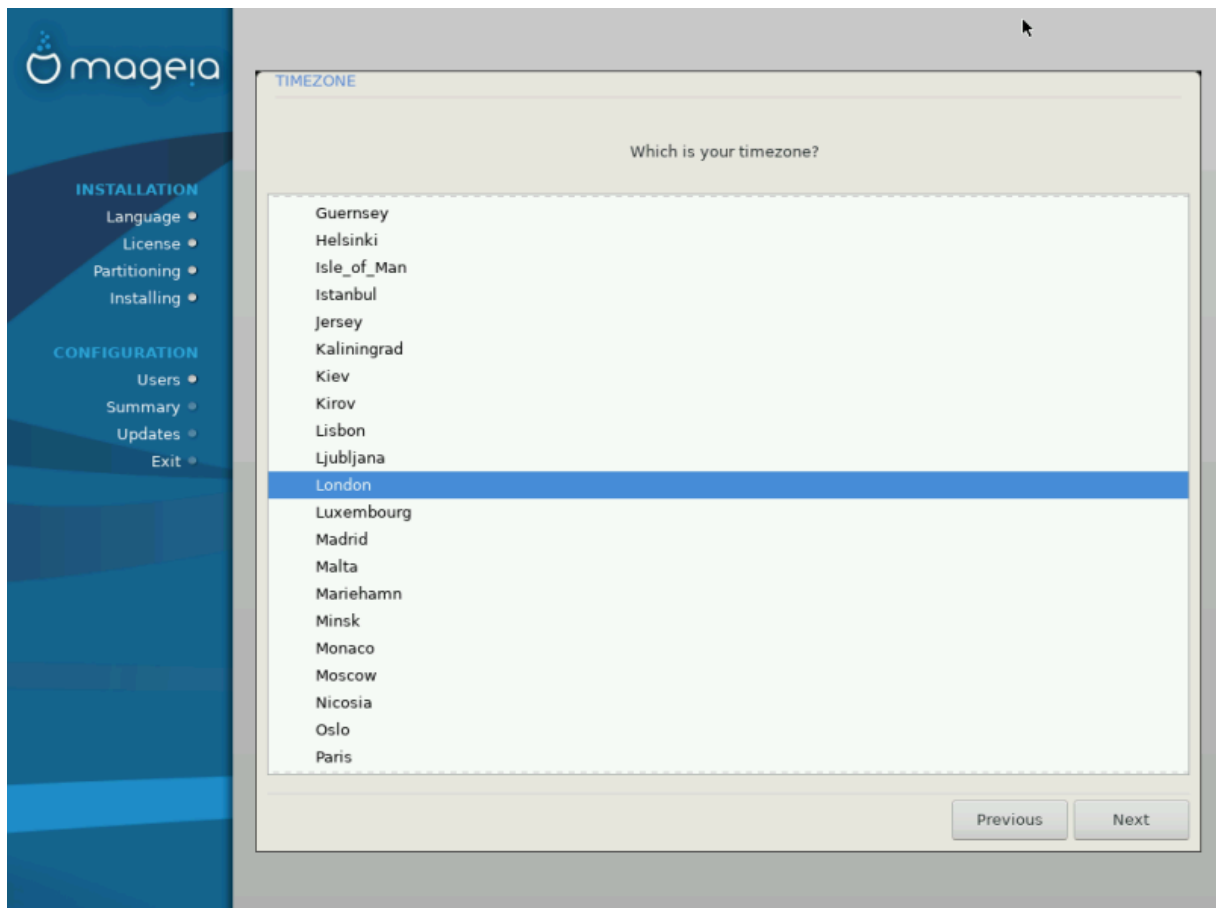 mageia
INSTALLATION
Language
License
Partitioning
Installing
CONFIGURATION
Users
Summary
Updates
Exit
TIMEZONE
Which is your timezone?
Guernsey
Helsinki
Isle_of_Man
Istanbul
Jersey
Kaliningrad
Kiev
Kirov
Lisbon
Ljubljana
London
Luxembourg
Madrid
Malta
Mariehamn
Minsk
Monaco
Moscow
Nicosia
Oslo
Paris
Previous
Next